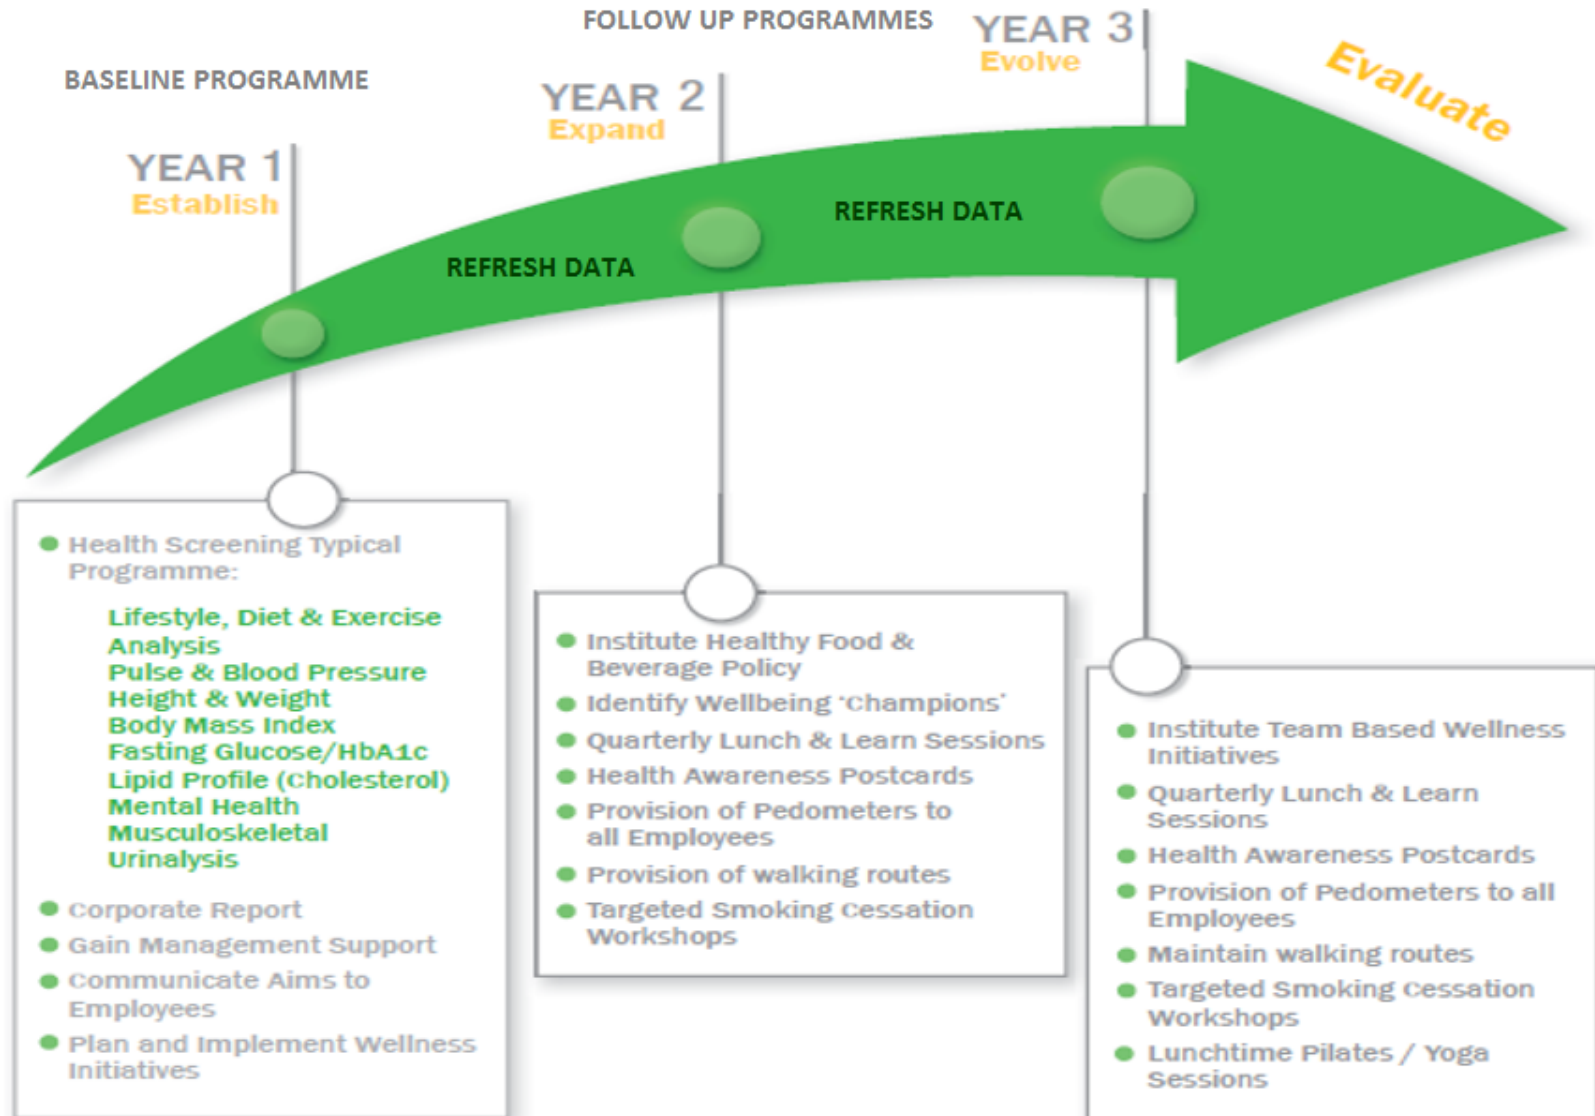 FOLLOW UP PROGRAMMES
BASELINE PROGRAMME
YEAR 1
Establish
YEAR 2
Expand
YEAR 3
Evolve
Evaluate
REFRESH DATA
REFRESH DATA
Health Screening Typical
Programme:
Lifestyle, Diet & Exercise
Analysis
Pulse & Blood Pressure
Height & Weight
Body Mass Index
Fasting Glucose/HbA1c
Lipid Profile (Cholesterol)
Mental Health
Musculoskeletal
Urinalysis
Corporate Report
Gain Management Support
Communicate Aims to
Employees
Plan and Implement Wellness
Initiatives
Institute Healthy Food &
Beverage Policy
Identify Wellbeing ‘Champions’
Quarterly Lunch & Learn Sessions
Health Awareness Postcards
Provision of Pedometers to
all Employees
Provision of walking routes
Targeted Smoking Cessation
Workshops
Institute Team Based Wellness
Initiatives
Quarterly Lunch & Learn
Sessions
Health Awareness Postcards
Provision of Pedometers to all
Employees
Maintain walking routes
Targeted Smoking Cessation
Workshops
Lunchtime Pilates / Yoga
Sessions